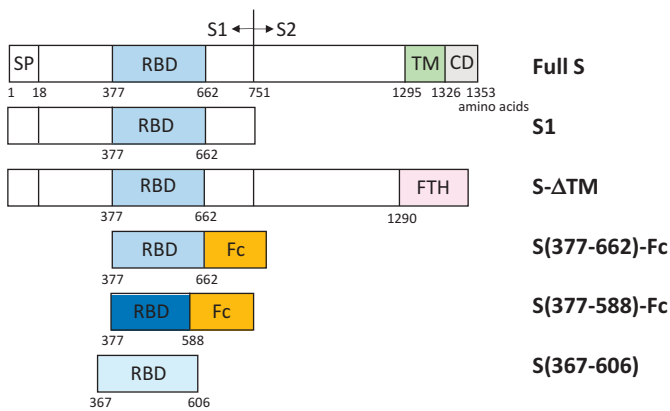 S1 S2
SP RBD TM CD Full S
1 18 377 662 751 1295 1326 1353
amino acids
RBD S1
377 662
RBD FTH S-ΔTM
377 662 1290
RBD Fc S(377-662)-Fc
377 662
RBD Fc S(377-588)-Fc
377 588
RBD S(367-606)
367 606